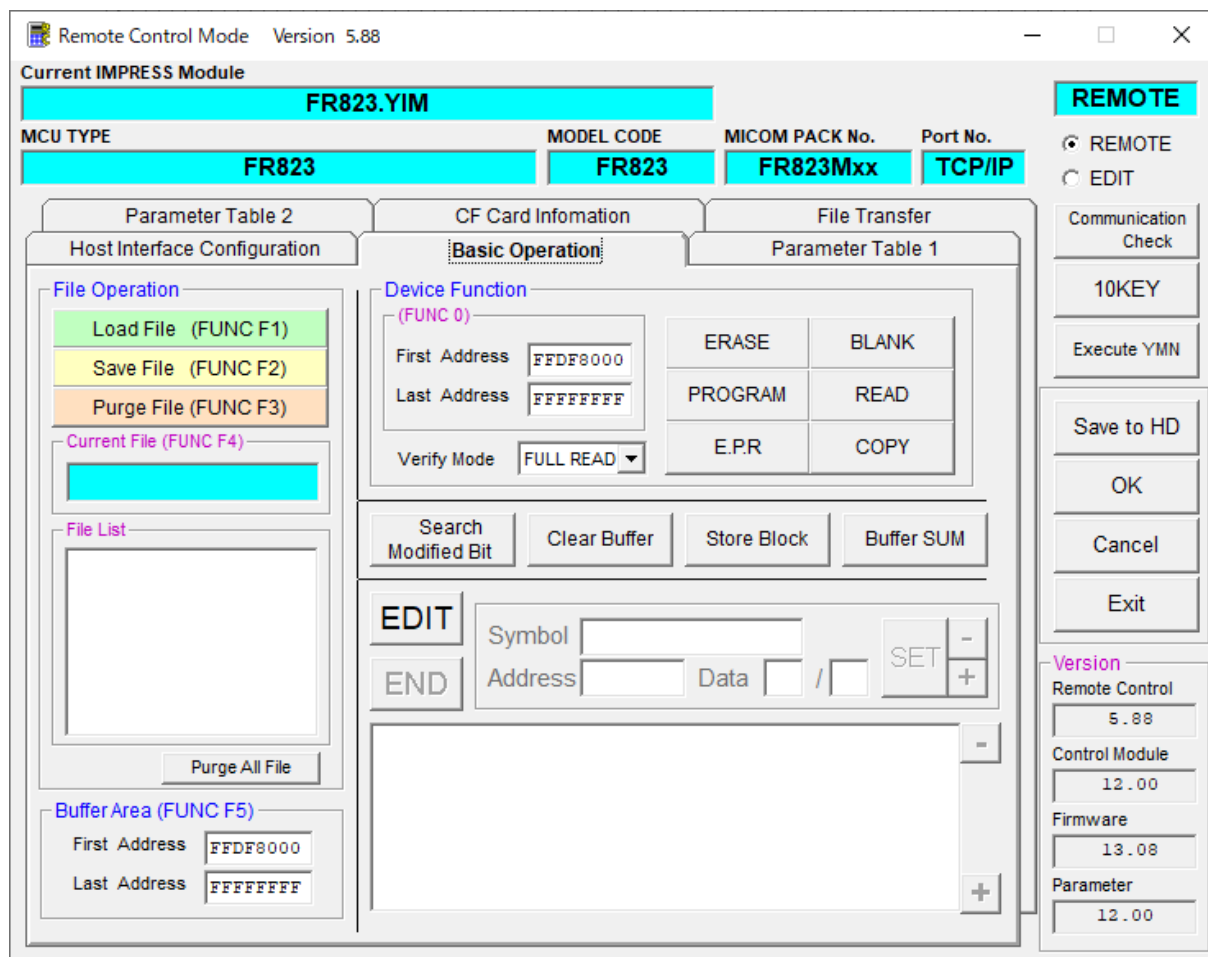 Remote Control Mode Version 5.88
Current IMPRESS Module
FR823.YIM
REMOTE
MCU TYPE
MODEL CODE
MICOM PACK No.
Port No.
FR823
FR823
FR823Mxx
TCP/IP
REMOTE
EDIT
Parameter Table 2
CF Card Infomation
File Transfer
Host Interface Configuration
Basic Operation
Parameter Table 1
Communication
Check
10KEY
Execute YMN
Save to HD
OK
Cancel
Exit
File Operation
Load File (FUNC F1)
Save File (FUNC F2)
Purge File (FUNC F3)
Current File (FUNC F4)
File List
Purge All File
Buffer Area (FUNC F5)
First Address FFDF8000
Last Address FFFFFFFF
Device Function
(FUNC 0)
First Address FFDF8000
Last Address FFFFFFFF
Verify Mode FULL READ
ERASE BLANK
PROGRAM READ
E.P.R COPY
Search
Modified Bit
Clear Buffer
Store Block
Buffer SUM
EDIT
END
Symbol
Address Data /
SET
-
+
-
+
Version
Remote Control
5.88
Control Module
12.00
Firmware
13.08
Parameter
12.00